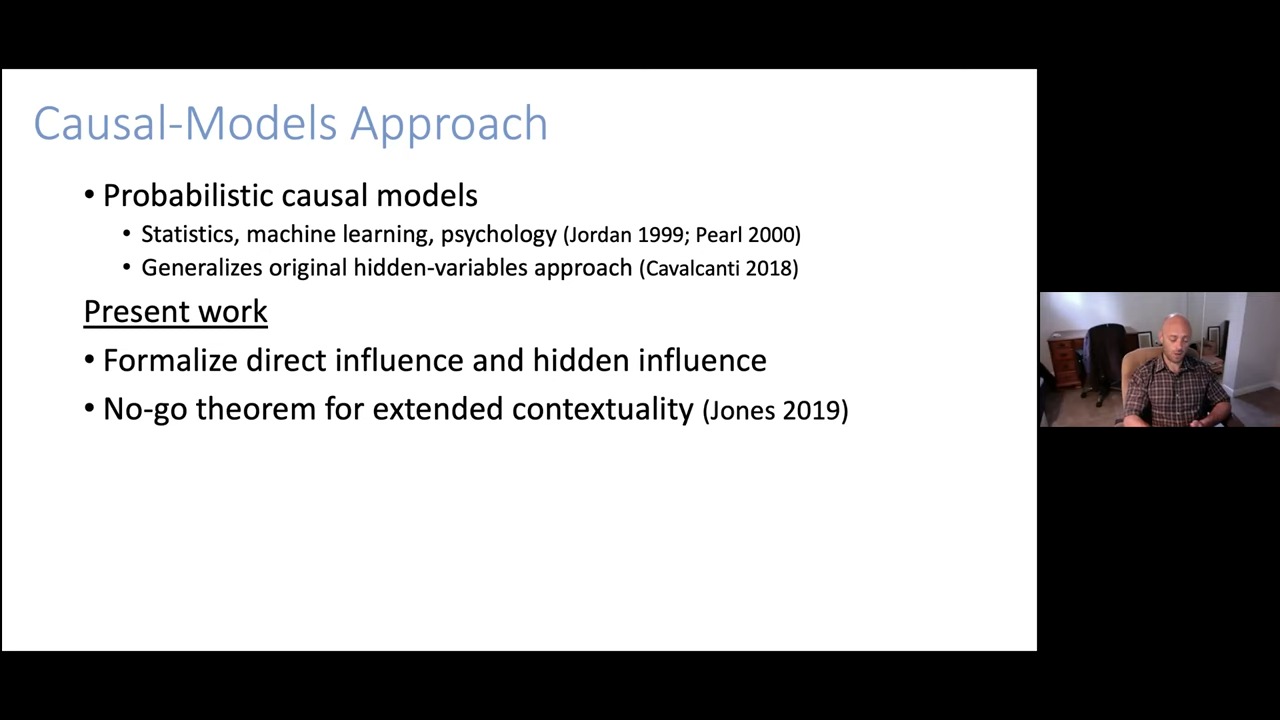 Causal-Models Approach
• Probabilistic causal models
• Statistics, machine learning, psychology (Jordan 1999; Pearl 2000)
• Generalizes original hidden-variables approach (Cavalcanti 2018)
Present work
• Formalize direct influence and hidden influence
• No-go theorem for extended contextuality (Jones 2019)